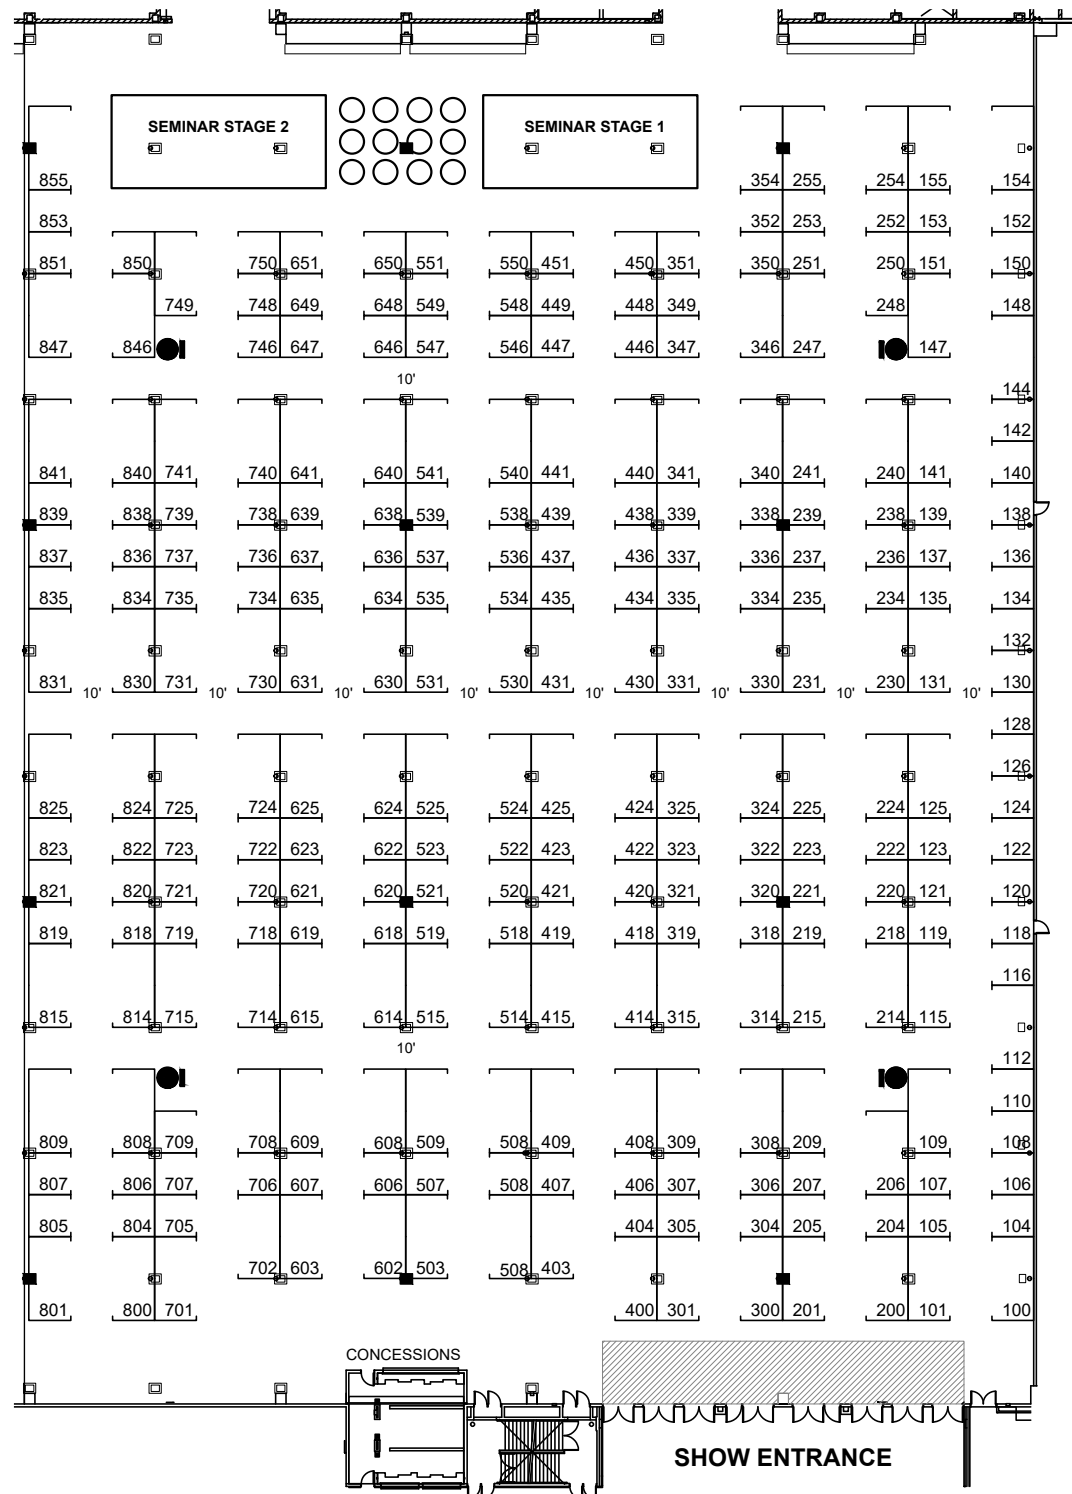 SEMINAR STAGE 2 SEMINAR STAGE 1
855 354 255 254 155 154
853 352 253 252 153 152
851 850 750 651 650 551 550 451 450 351 350 251 250 151 150
749 748 649 648 549 548 449 448 349 248 148
847 846 746 647 646 547 546 447 446 347 346 247 147
10'
144
142
841 840 741 740 641 640 541 540 441 440 341 340 241 240 141 140
839 838 739 738 639 638 539 538 439 438 339 338 239 238 139 138
837 836 737 736 637 636 537 536 437 436 337 336 237 236 137 136
835 834 735 734 635 634 535 534 435 434 335 334 235 234 135 134
132
831 10' 830 731 10' 730 631 10' 630 531 10' 530 431 10' 430 331 10' 330 231 10' 230 131 10' 130
128
126
825 824 725 724 625 624 525 524 425 424 325 324 225 224 125 124
823 822 723 722 623 622 523 522 423 422 323 322 223 222 123 122
821 820 721 720 621 620 521 520 421 420 321 320 221 220 121 120
819 818 719 718 619 618 519 518 419 418 319 318 219 218 119 118
116
815 814 715 714 615 614 515 514 415 414 315 314 215 214 115
10'
112
110
809 808 709 708 609 608 509 508 409 408 309 308 209 109 108
807 806 707 706 607 606 507 508 407 406 307 306 207 206 107 106
805 804 705 404 305 304 205 204 105 104
702 603 602 503 508 403
801 800 701 400 301 300 201 200 101 100
CONCESSIONS
SHOW ENTRANCE